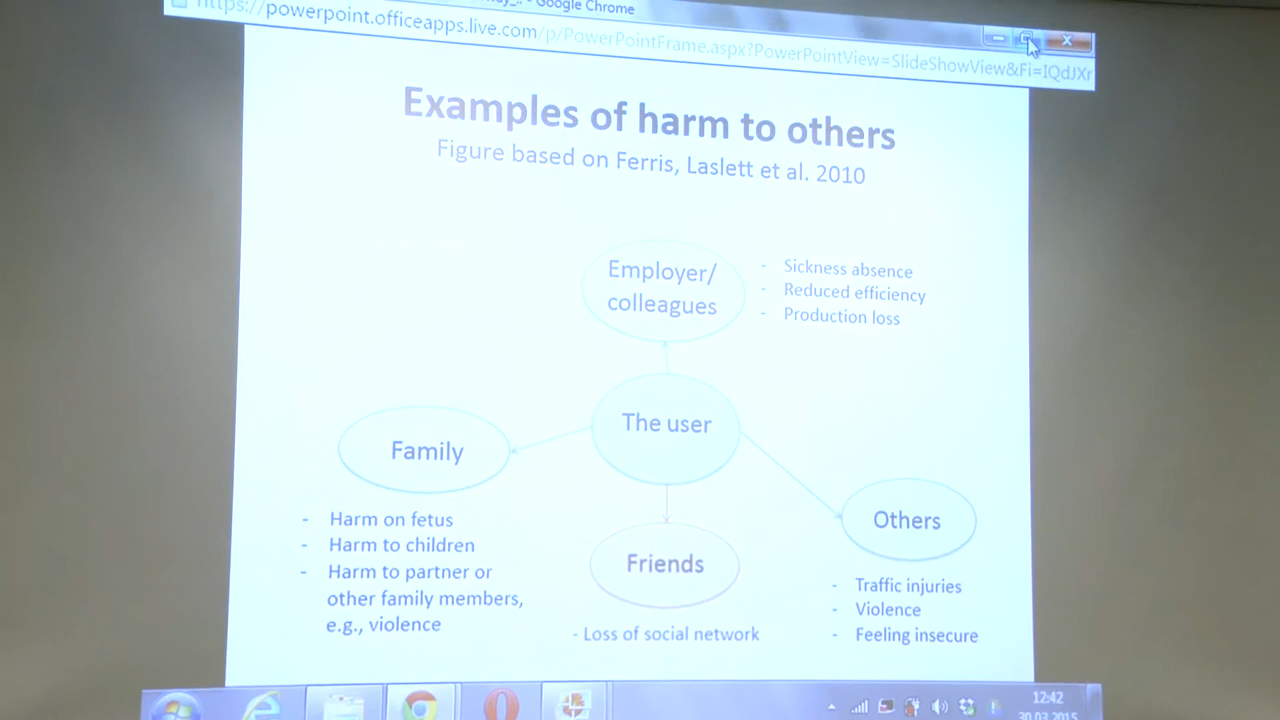 - Google Chrome
https://powerpoint.officeapps.live.com/p/PowerPointFrame.aspx?PowerPointView=SlideShowView&Fi=IQdJXr
Examples of harm to others
Figure based on Ferris, Laslett et al. 2010
Employer/
colleagues
- Sickness absence
- Reduced efficiency
- Production loss
The user
Family
- Harm on fetus
- Harm to children
- Harm to partner or
other family members,
e.g., violence
Friends
- Loss of social network
Others
- Traffic injuries
- Violence
- Feeling insecure
12:42
30.03.2015